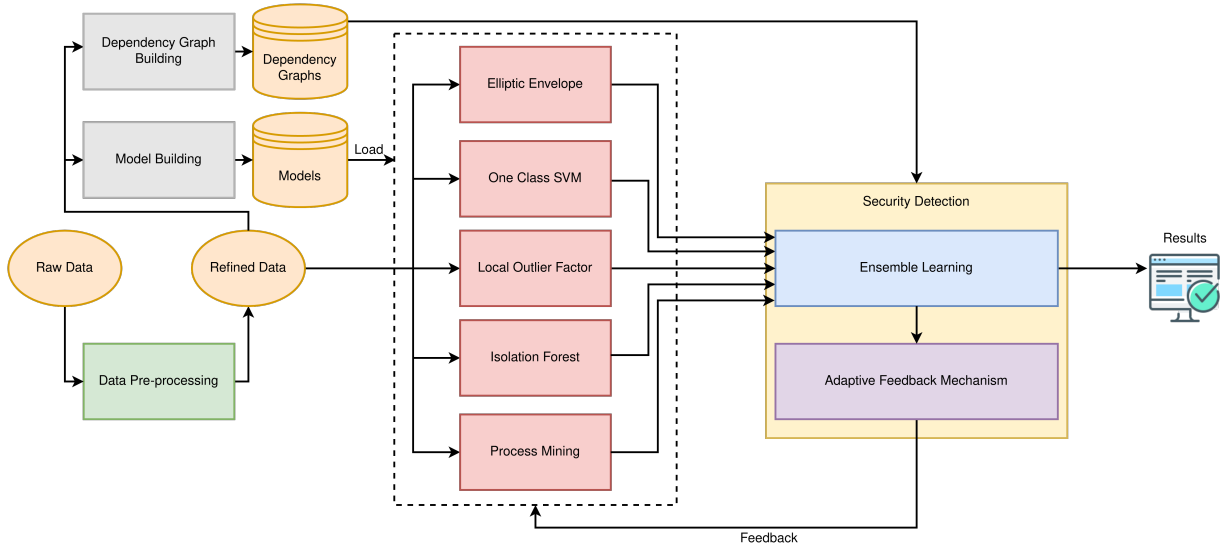 Dependency Graph
Building
Dependency
Graphs
Model Building
Models
Load
Raw Data
Refined Data
Data Pre-processing
Elliptic Envelope
One Class SVM
Local Outlier Factor
Isolation Forest
Process Mining
Security Detection
Ensemble Learning
Adaptive Feedback Mechanism
Results
Feedback